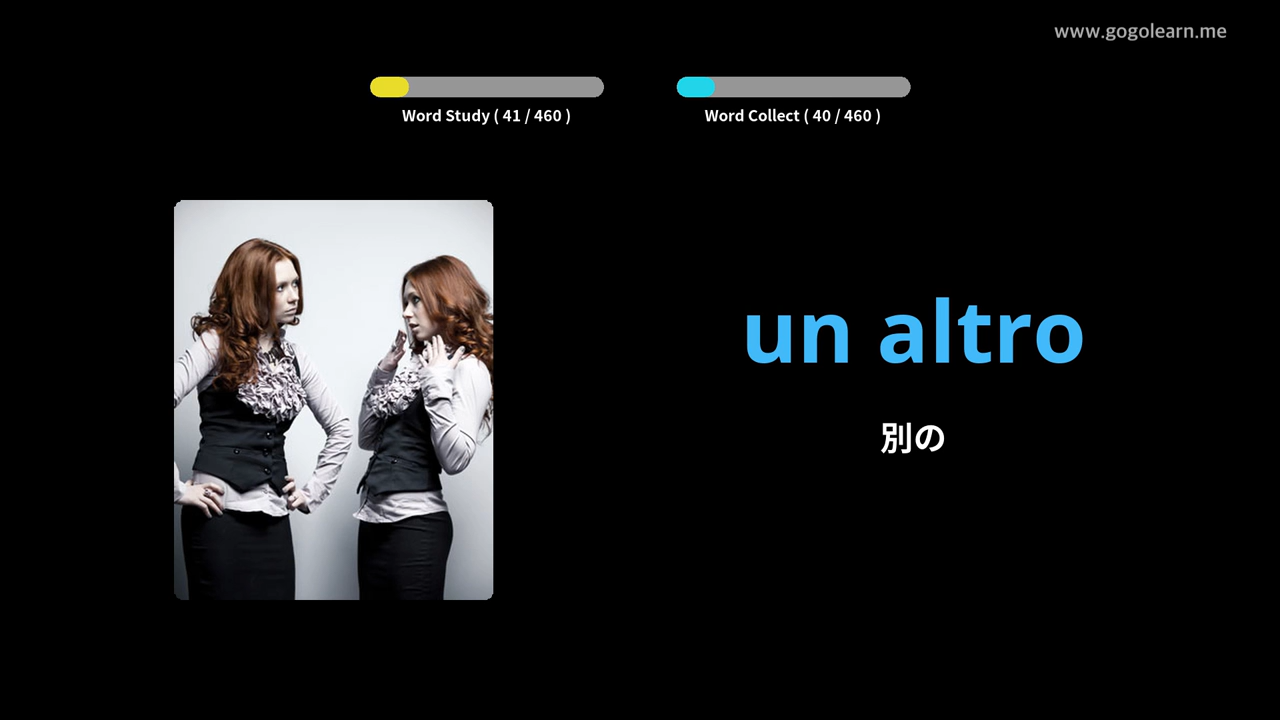 www.gogolearn.me
Word Study ( 41 / 460 )
Word Collect ( 40 / 460 )
un altro
別の